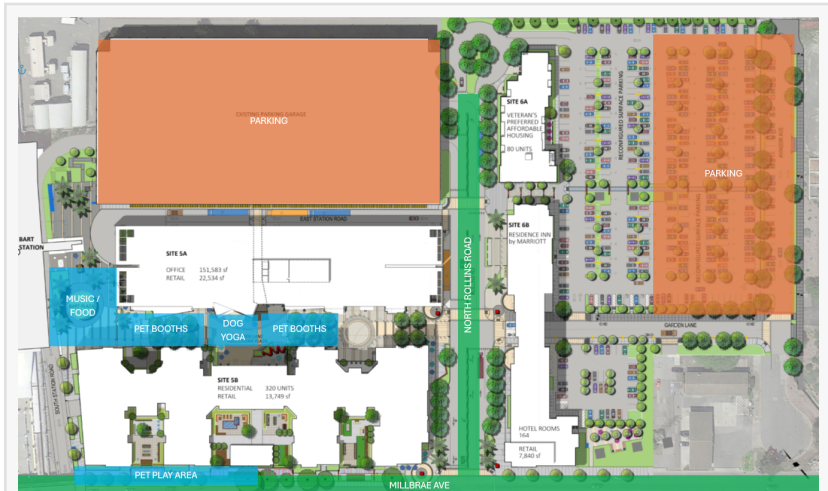 EXISTING PARKING GARAGE
PARKING
SITE 6A
VETERAN'S
PREFERRED
AFFORDABLE
HOUSING
80 UNITS
RECONFIGURED SURFACE PARKING
PARKING
RECONFIGURED SURFACE PARKING
EAST STATION ROAD
BART
STATION
SITE 5A
OFFICE 151,583 sf
RETAIL 22,534 sf
SITE 6B
RESIDENCE INN
by MARRIOTT
NORTH ROLLINS ROAD
MUSIC /
FOOD
PET BOOTHS
DOG
YOGA
PET BOOTHS
GARDEN LANE
SITE 5B
RESIDENTIAL 320 UNITS
RETAIL 13,749 sf
HOTEL ROOMS
164
RETAIL
7,840 sf
PET PLAY AREA
MILLBRAE AVE